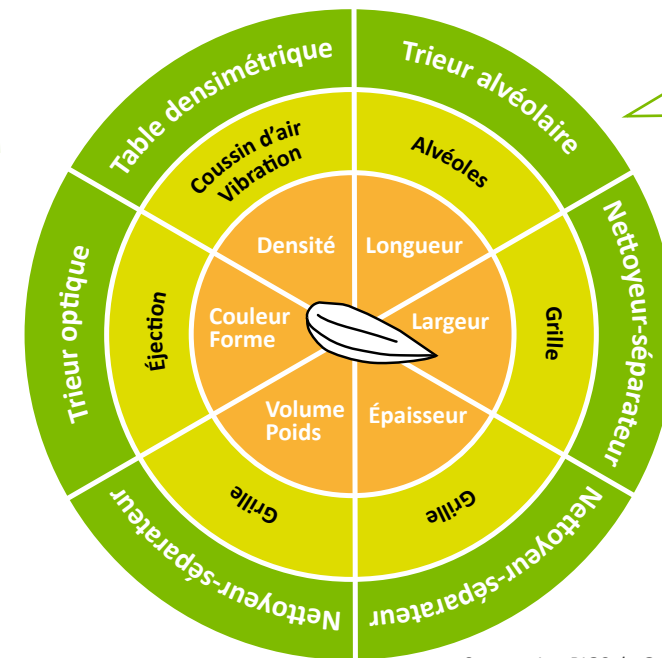 Table densimétrique
Trieur alvéolaire
Nettoyeur-séparateur
Nettoyeur-séparateur
Nettoyeur-séparateur
Trieur optique
Coussin d'air
Vibration
Alvéoles
Grille
Grille
Grille
Éjection
Densité
Longueur
Largeur
Épaisseur
Volume
Poids
Couleur
Forme